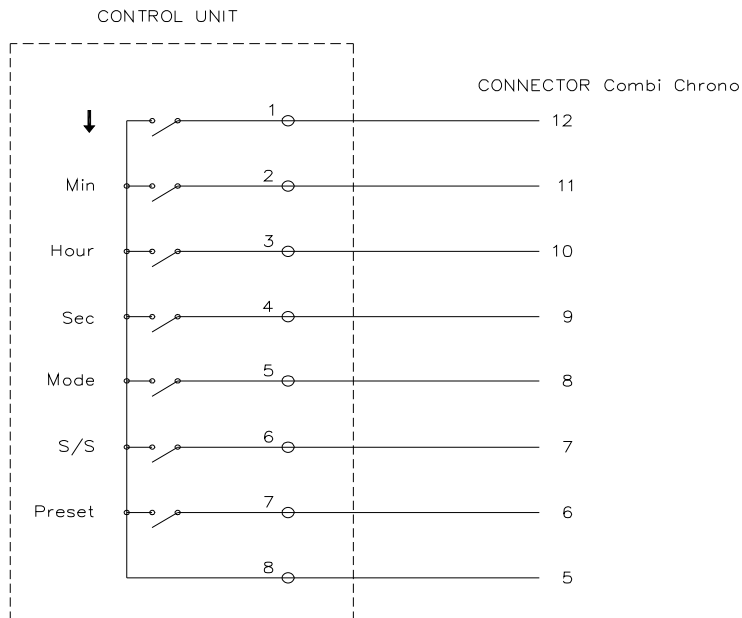 CONTROL UNIT
CONNECTOR Combi Chrono
1 12
Min 2 11
Hour 3 10
Sec 4 9
Mode 5 8
S/S 6 7
Preset 7 6
8 5